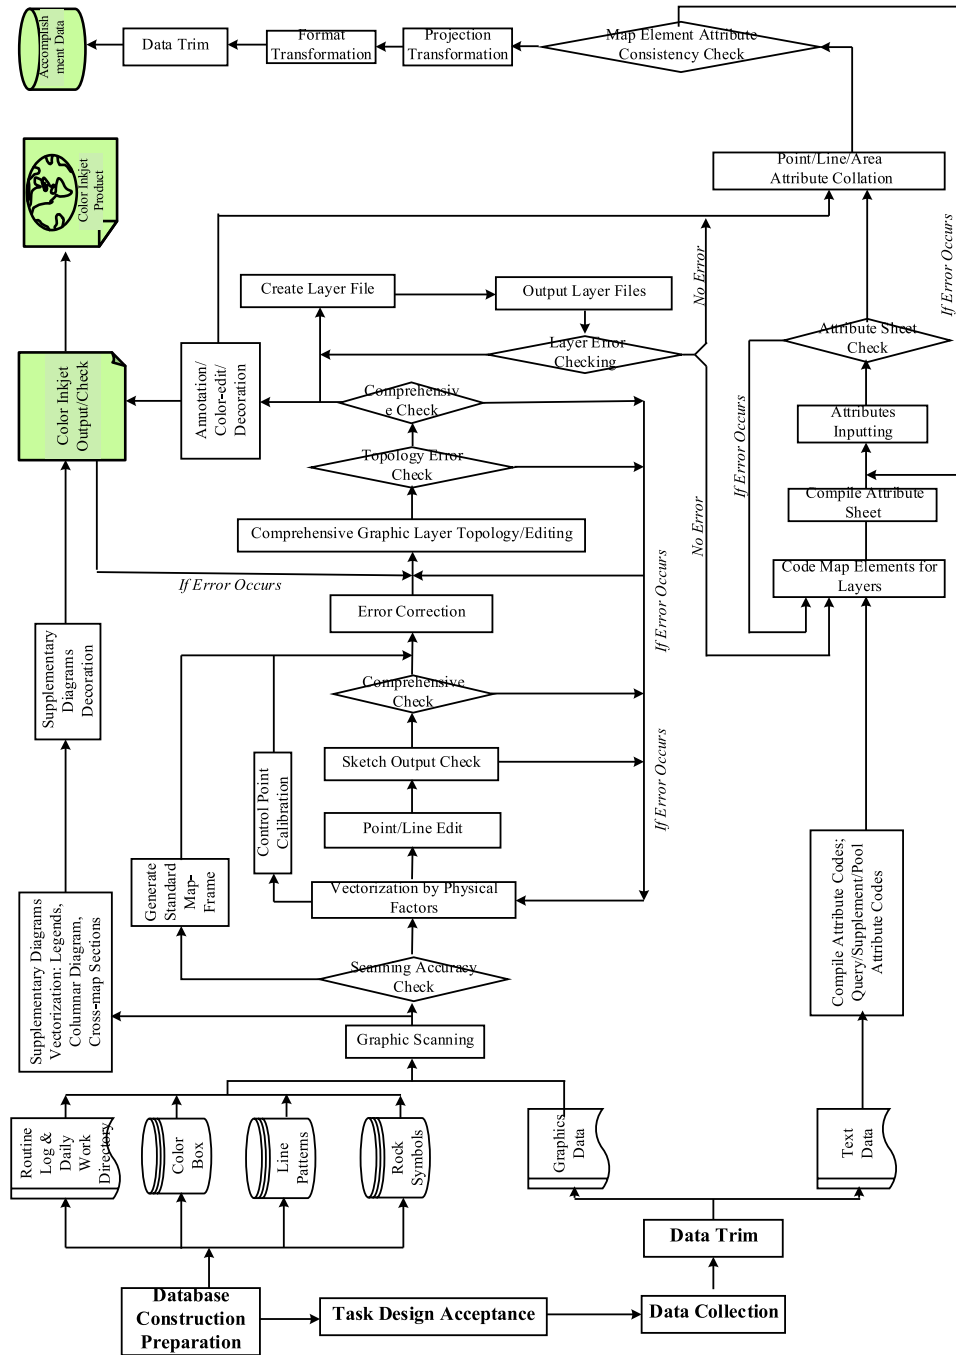 Accomplish
ment Data
Data Trim
Format
Transformation
Projection
Transformation
Map Element Attribute
Consistency Check
Color Inkjet
Product
Point/Line/Area
Attribute Collation
If Error Occurs
Create Layer File
Output Layer Files
No Error
Layer Error
Checking
Attribute Sheet
Check
Color Inkjet
Output/Check
Annotation/
Color-edit/
Decoration
Comprehensiv
e Check
Attributes
Inputting
If Error Occurs
Topology Error
Check
Compile Attribute
Sheet
No Error
Comprehensive Graphic Layer Topology/Editing
If Error Occurs
Code Map Elements for
Layers
Error Correction
If Error Occurs
Supplementary
Diagrams
Decoration
Comprehensive
Check
Sketch Output Check
If Error Occurs
Control Point
Calibration
Point/Line Edit
Generate
Standard
Map-
Frame
Vectorization by Physical
Factors
Compile Attribute Codes;
Query/Supplement/Pool
Attribute Codes
Supplementary Diagrams
Vectorization: Legends,
Columnar Diagram,
Cross-map Sections
Scanning Accuracy
Check
Graphic Scanning
Routine
Log &
Daily
Work
Directory
Color
Box
Line
Patterns
Rock
Symbols
Graphics
Data
Text
Data
Data Trim
Database
Construction
Preparation
Task Design Acceptance
Data Collection